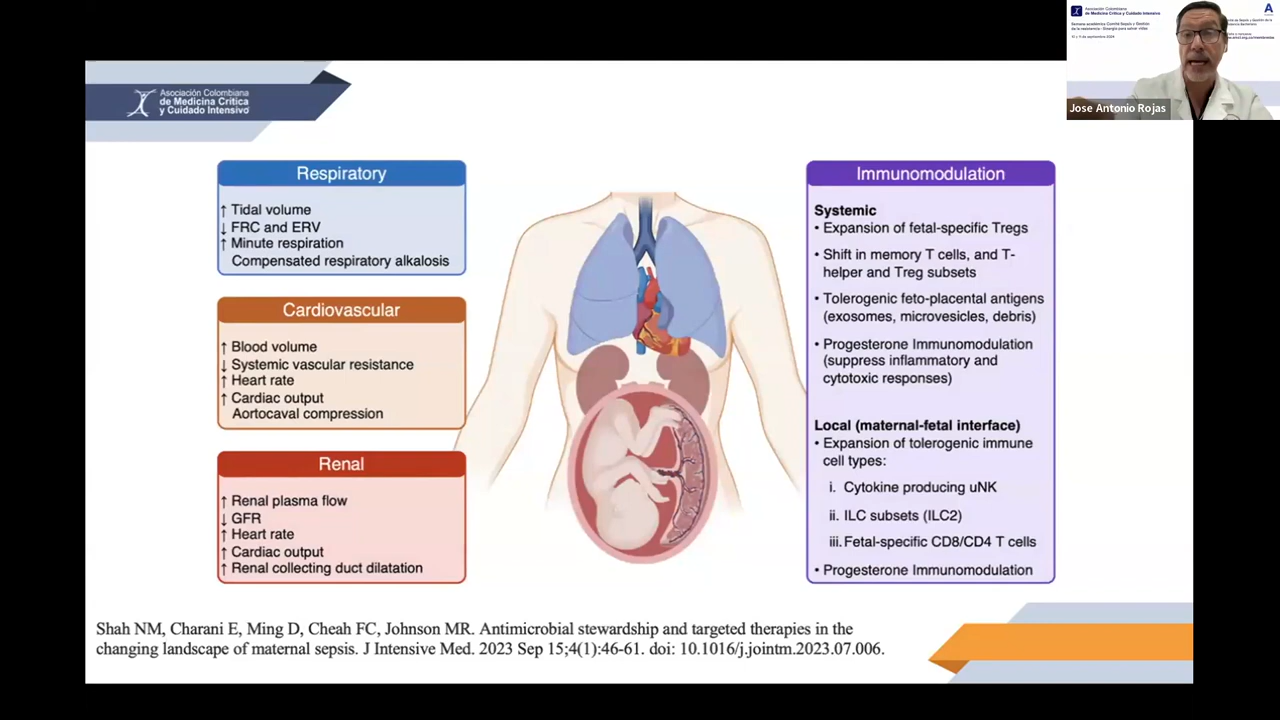 Asociación Colombiana
de Medicina Crítica
y Cuidado Intensivo
Respiratory
↑ Tidal volume
↓ FRC and ERV
↑ Minute respiration
Compensated respiratory alkalosis
Cardiovascular
↑ Blood volume
↓ Systemic vascular resistance
↑ Heart rate
↑ Cardiac output
Aortocaval compression
Renal
↑ Renal plasma flow
↓ GFR
↑ Heart rate
↑ Cardiac output
↑ Renal collecting duct dilatation
Immunomodulation
Systemic
• Expansion of fetal-specific Tregs
• Shift in memory T cells, and T-
helper and Treg subsets
• Tolerogenic feto-placental antigens
(exosomes, microvesicles, debris)
• Progesterone Immunomodulation
(suppress inflammatory and
cytotoxic responses)
Local (maternal-fetal interface)
• Expansion of tolerogenic immune
cell types:
i. Cytokine producing uNK
ii. ILC subsets (ILC2)
iii. Fetal-specific CD8/CD4 T cells
• Progesterone Immunomodulation
Shah NM, Charani E, Ming D, Cheah FC, Johnson MR. Antimicrobial stewardship and targeted therapies in the
changing landscape of maternal sepsis. J Intensive Med. 2023 Sep 15;4(1):46-61. doi: 10.1016/j.jointm.2023.07.006.
Asociación Colombiana
de Medicina Crítica y Cuidado Intensivo
Jose Antonio Rojas